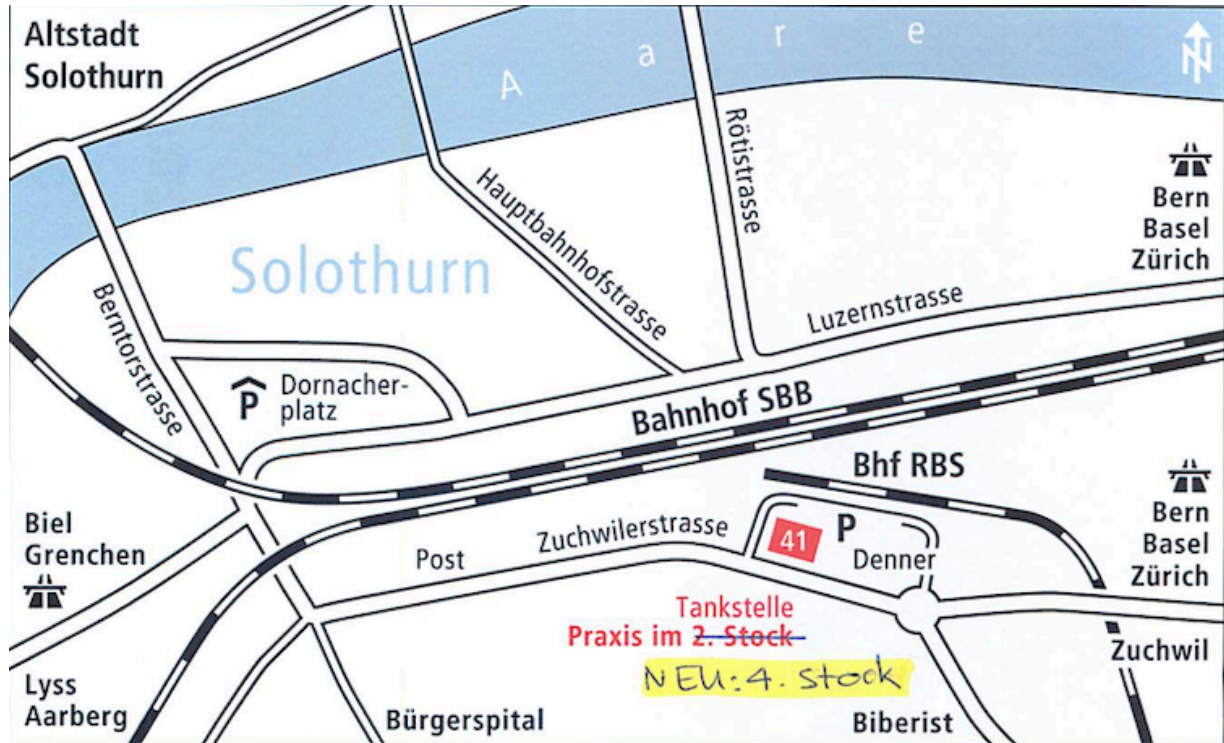 Altstadt
Solothurn
A a r e
N
Rötistrasse
Hauptbahnhofstrasse
Bern
Basel
Zürich
Solothurn
Berntorstrasse
Luzernstrasse
P
Dornacher-
platz
Bahnhof SBB
Bhf RBS
Biel
Grenchen
Post
Zuchwilerstrasse
41
P
Denner
Bern
Basel
Zürich
Tankstelle
Praxis im 2. Stock
NEU: 4. Stock
Zuchwil
Lyss
Aarberg
Bürgerspital
Biberist